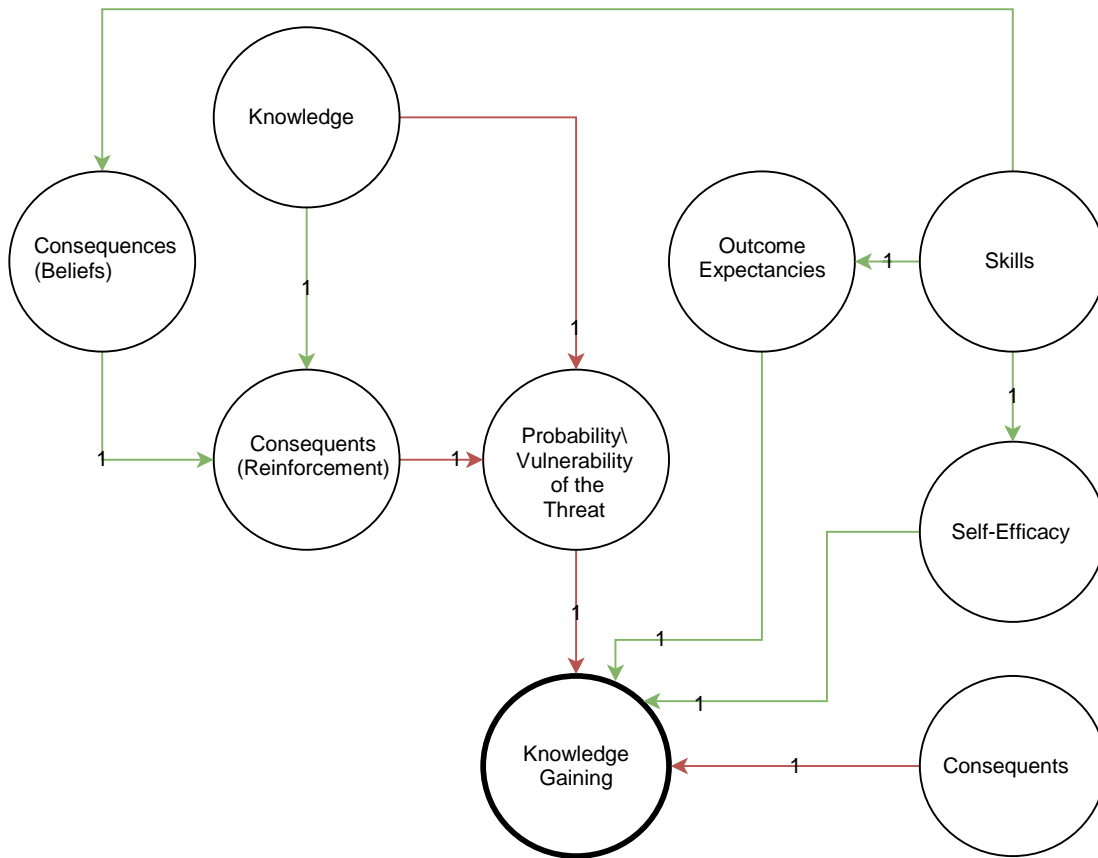 Knowledge
Consequences
(Beliefs)
Outcome
Expectancies
1
Skills
1
1
1
1
Consequents
(Reinforcement)
1
1
Probability\
Vulnerability
of the
Threat
Self-Efficacy
1
1
1
Knowledge
Gaining
1
Consequents